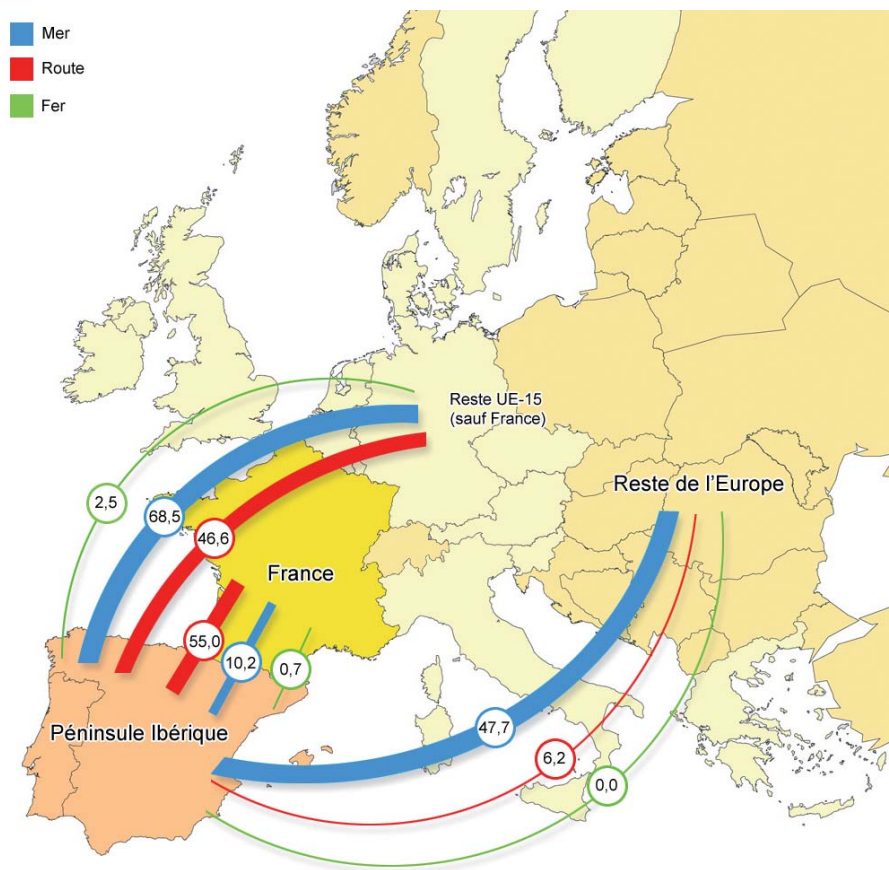 Mer
Route
Fer
Reste UE-15
(sauf France)
Reste de l'Europe
2,5
68,5
46,6
France
55,0
10,2
0,7
Péninsule Ibérique
47,7
6,2
0,0